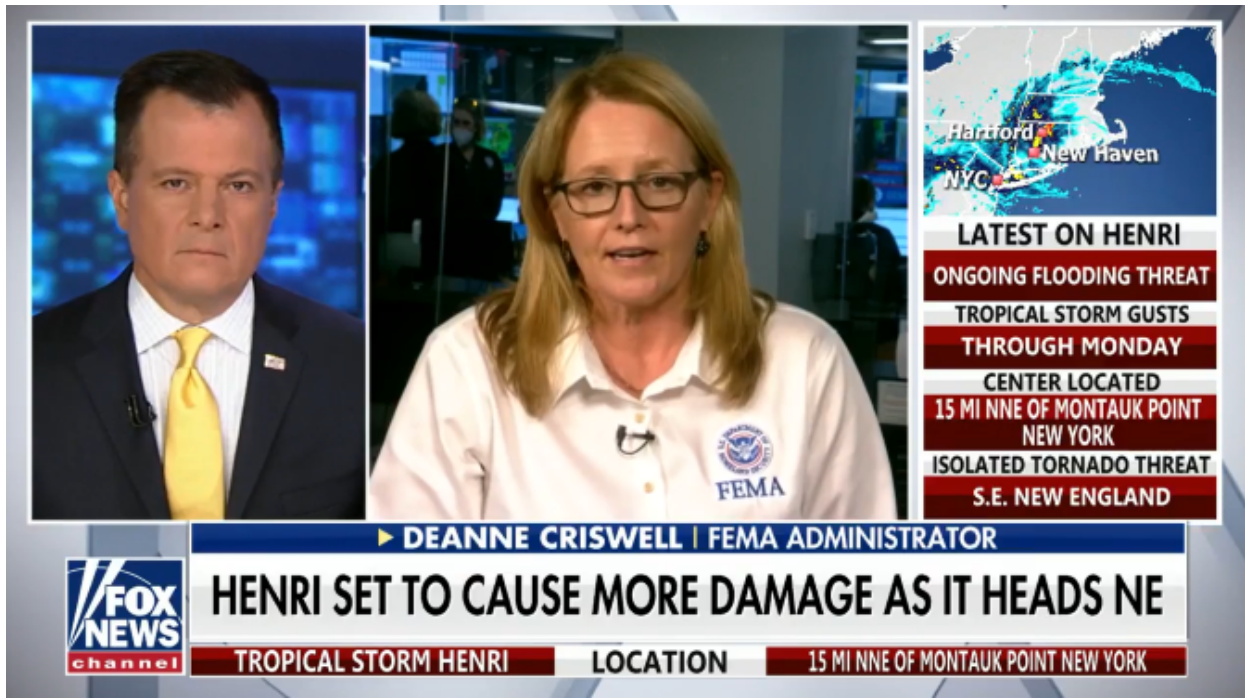 Hartford
New Haven
NYC
LATEST ON HENRI
ONGOING FLOODING THREAT
TROPICAL STORM GUSTS
THROUGH MONDAY
CENTER LOCATED
15 MI NNE OF MONTAUK POINT
NEW YORK
ISOLATED TORNADO THREAT
S.E. NEW ENGLAND
FEMA
DEANNE CRISWELL | FEMA ADMINISTRATOR
HENRI SET TO CAUSE MORE DAMAGE AS IT HEADS NE
FOX
NEWS
channel
TROPICAL STORM HENRI LOCATION 15 MI NNE OF MONTAUK POINT NEW YORK